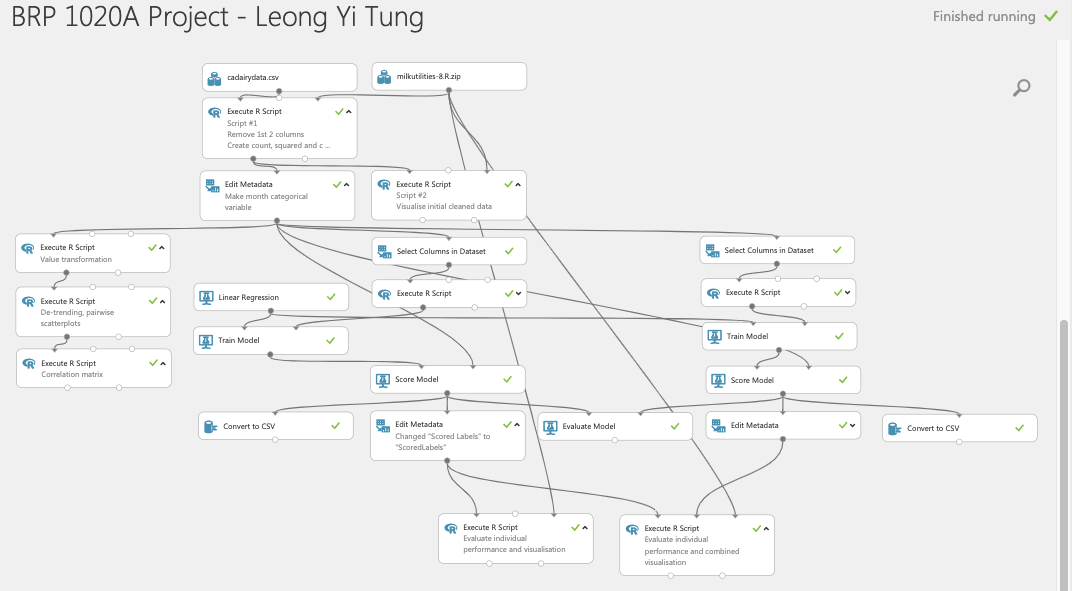 BRP 1020A Project - Leong Yi Tung
Finished running
cadairydata.csv
milkutilities-8.R.zip
Execute R Script
Script #1
Remove 1st 2 columns
Create count, squared and c ...
Edit Metadata
Make month categorical
variable
Execute R Script
Script #2
Visualise initial cleaned data
Execute R Script
Value transformation
Select Columns in Dataset
Select Columns in Dataset
Execute R Script
De-trending, pairwise
scatterplots
Linear Regression
Execute R Script
Execute R Script
Train Model
Train Model
Execute R Script
Correlation matrix
Score Model
Score Model
Convert to CSV
Edit Metadata
Changed "Scored Labels" to
"ScoredLabels"
Evaluate Model
Edit Metadata
Convert to CSV
Execute R Script
Evaluate individual
performance and visualisation
Execute R Script
Evaluate individual
performance and combined
visualisation